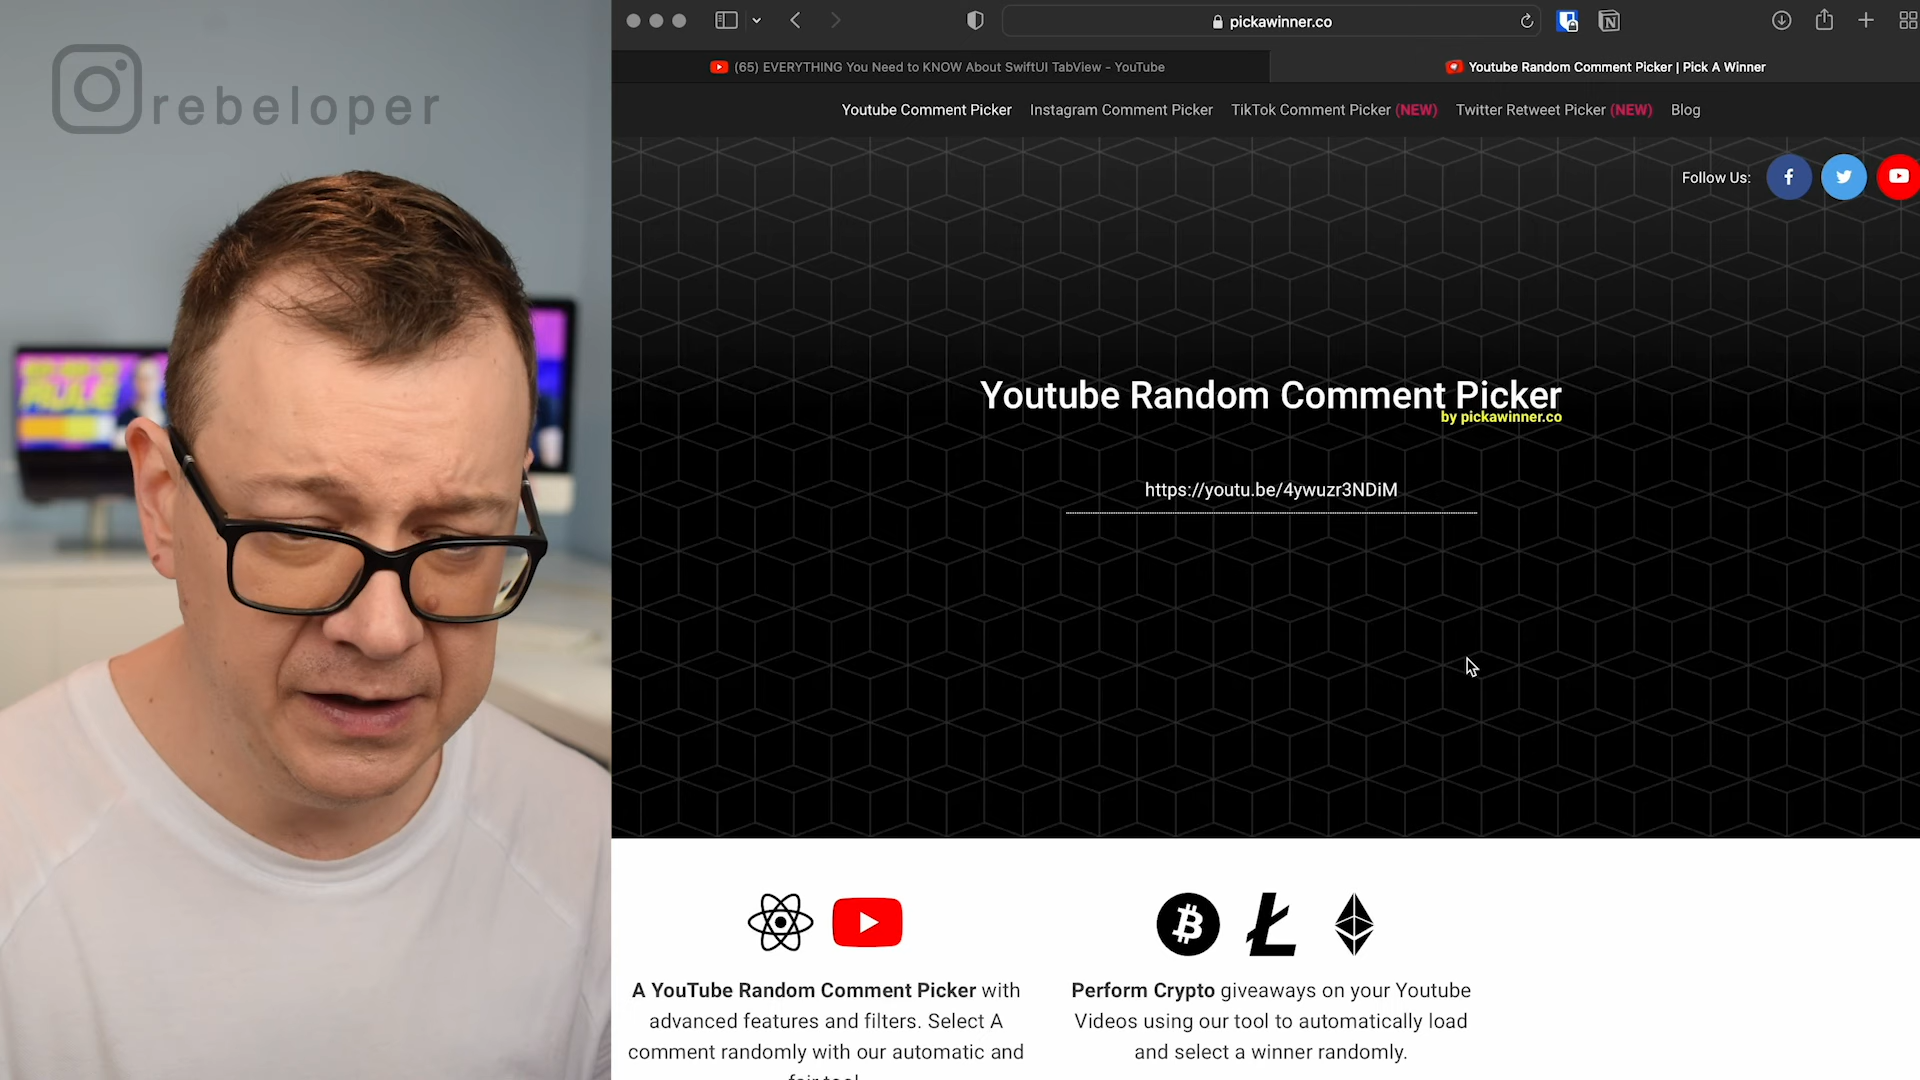 rebeloper
pickawinner.co
(65) EVERYTHING You Need to KNOW About SwiftUI TabView - YouTube
Youtube Random Comment Picker | Pick A Winner
Youtube Comment Picker
Instagram Comment Picker
TikTok Comment Picker (NEW)
Twitter Retweet Picker (NEW)
Blog
Follow Us:
Youtube Random Comment Picker
by pickawinner.co
https://youtu.be/4ywuzr3NDiM
RULE
A YouTube Random Comment Picker with
advanced features and filters. Select A
comment randomly with our automatic and
fair tool
Perform Crypto giveaways on your Youtube
Videos using our tool to automatically load
and select a winner randomly.